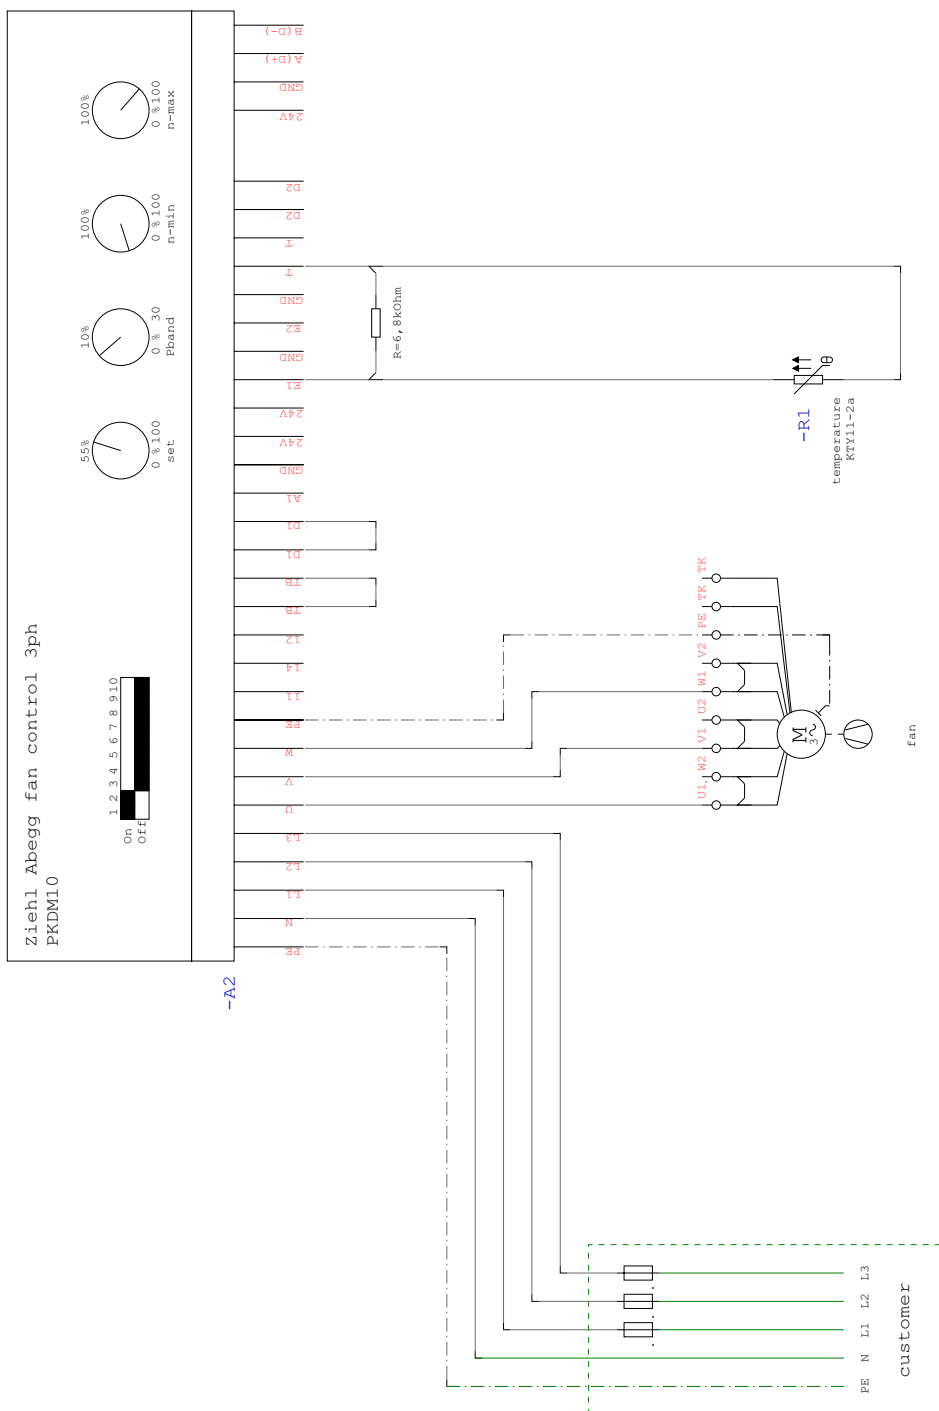 Ziehl Abegg fan control 3ph
PKDM10
1 2 3 4 5 6 7 8 910
On
Off
55%
0 % 100
set
10%
0 % 30
Pband
100%
0 % 100
n-min
100%
0 % 100
n-max
-A2
PE
N
L1
L2
L3
U
V
W
PE
11
14
12
TB
TB
D1
D1
A1
GND
24V
24V
E1
GND
E2
GND
T
T
D2
D2
24V
GND
A(D+)
B(D-)
R=6,8kOhm
-R1
temperature
KTY11-2a
θ
U1.
W2
V1
U2
W1
V2
PE
TK
TK
M
3~
fan
PE
N
L1
L2
L3
customer